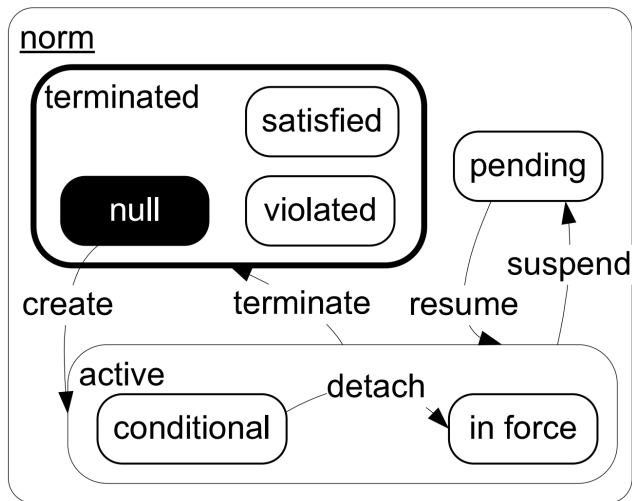 norm
terminated
satisfied
pending
null
violated
suspend
create
terminate
resume
active
detach
conditional
in force